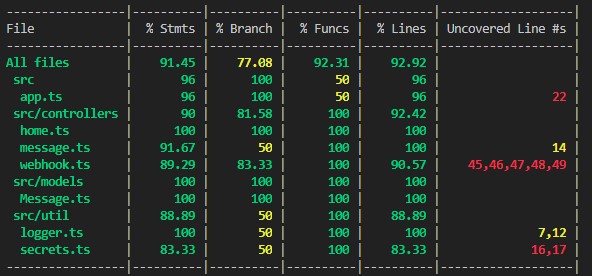 ---------------|---------|----------|---------|---------|-------------------
File           | % Stmts | % Branch | % Funcs | % Lines | Uncovered Line #s
---------------|---------|----------|---------|---------|-------------------
All files      |   91.45 |    77.08 |   92.31 |   92.92 |
 src           |      96 |      100 |      50 |      96 |
  app.ts       |      96 |      100 |      50 |      96 | 22
 src/controllers |      90 |    81.58 |     100 |   92.42 |
  home.ts      |     100 |      100 |     100 |     100 |
  message.ts   |   91.67 |       50 |     100 |     100 | 14
  webhook.ts   |   89.29 |    83.33 |     100 |   90.57 | 45,46,47,48,49
 src/models    |     100 |      100 |     100 |     100 |
  Message.ts   |     100 |      100 |     100 |     100 |
 src/util      |   88.89 |       50 |     100 |   88.89 |
  logger.ts    |     100 |       50 |     100 |     100 | 7,12
  secrets.ts   |   83.33 |       50 |     100 |   83.33 | 16,17
---------------|---------|----------|---------|---------|-------------------